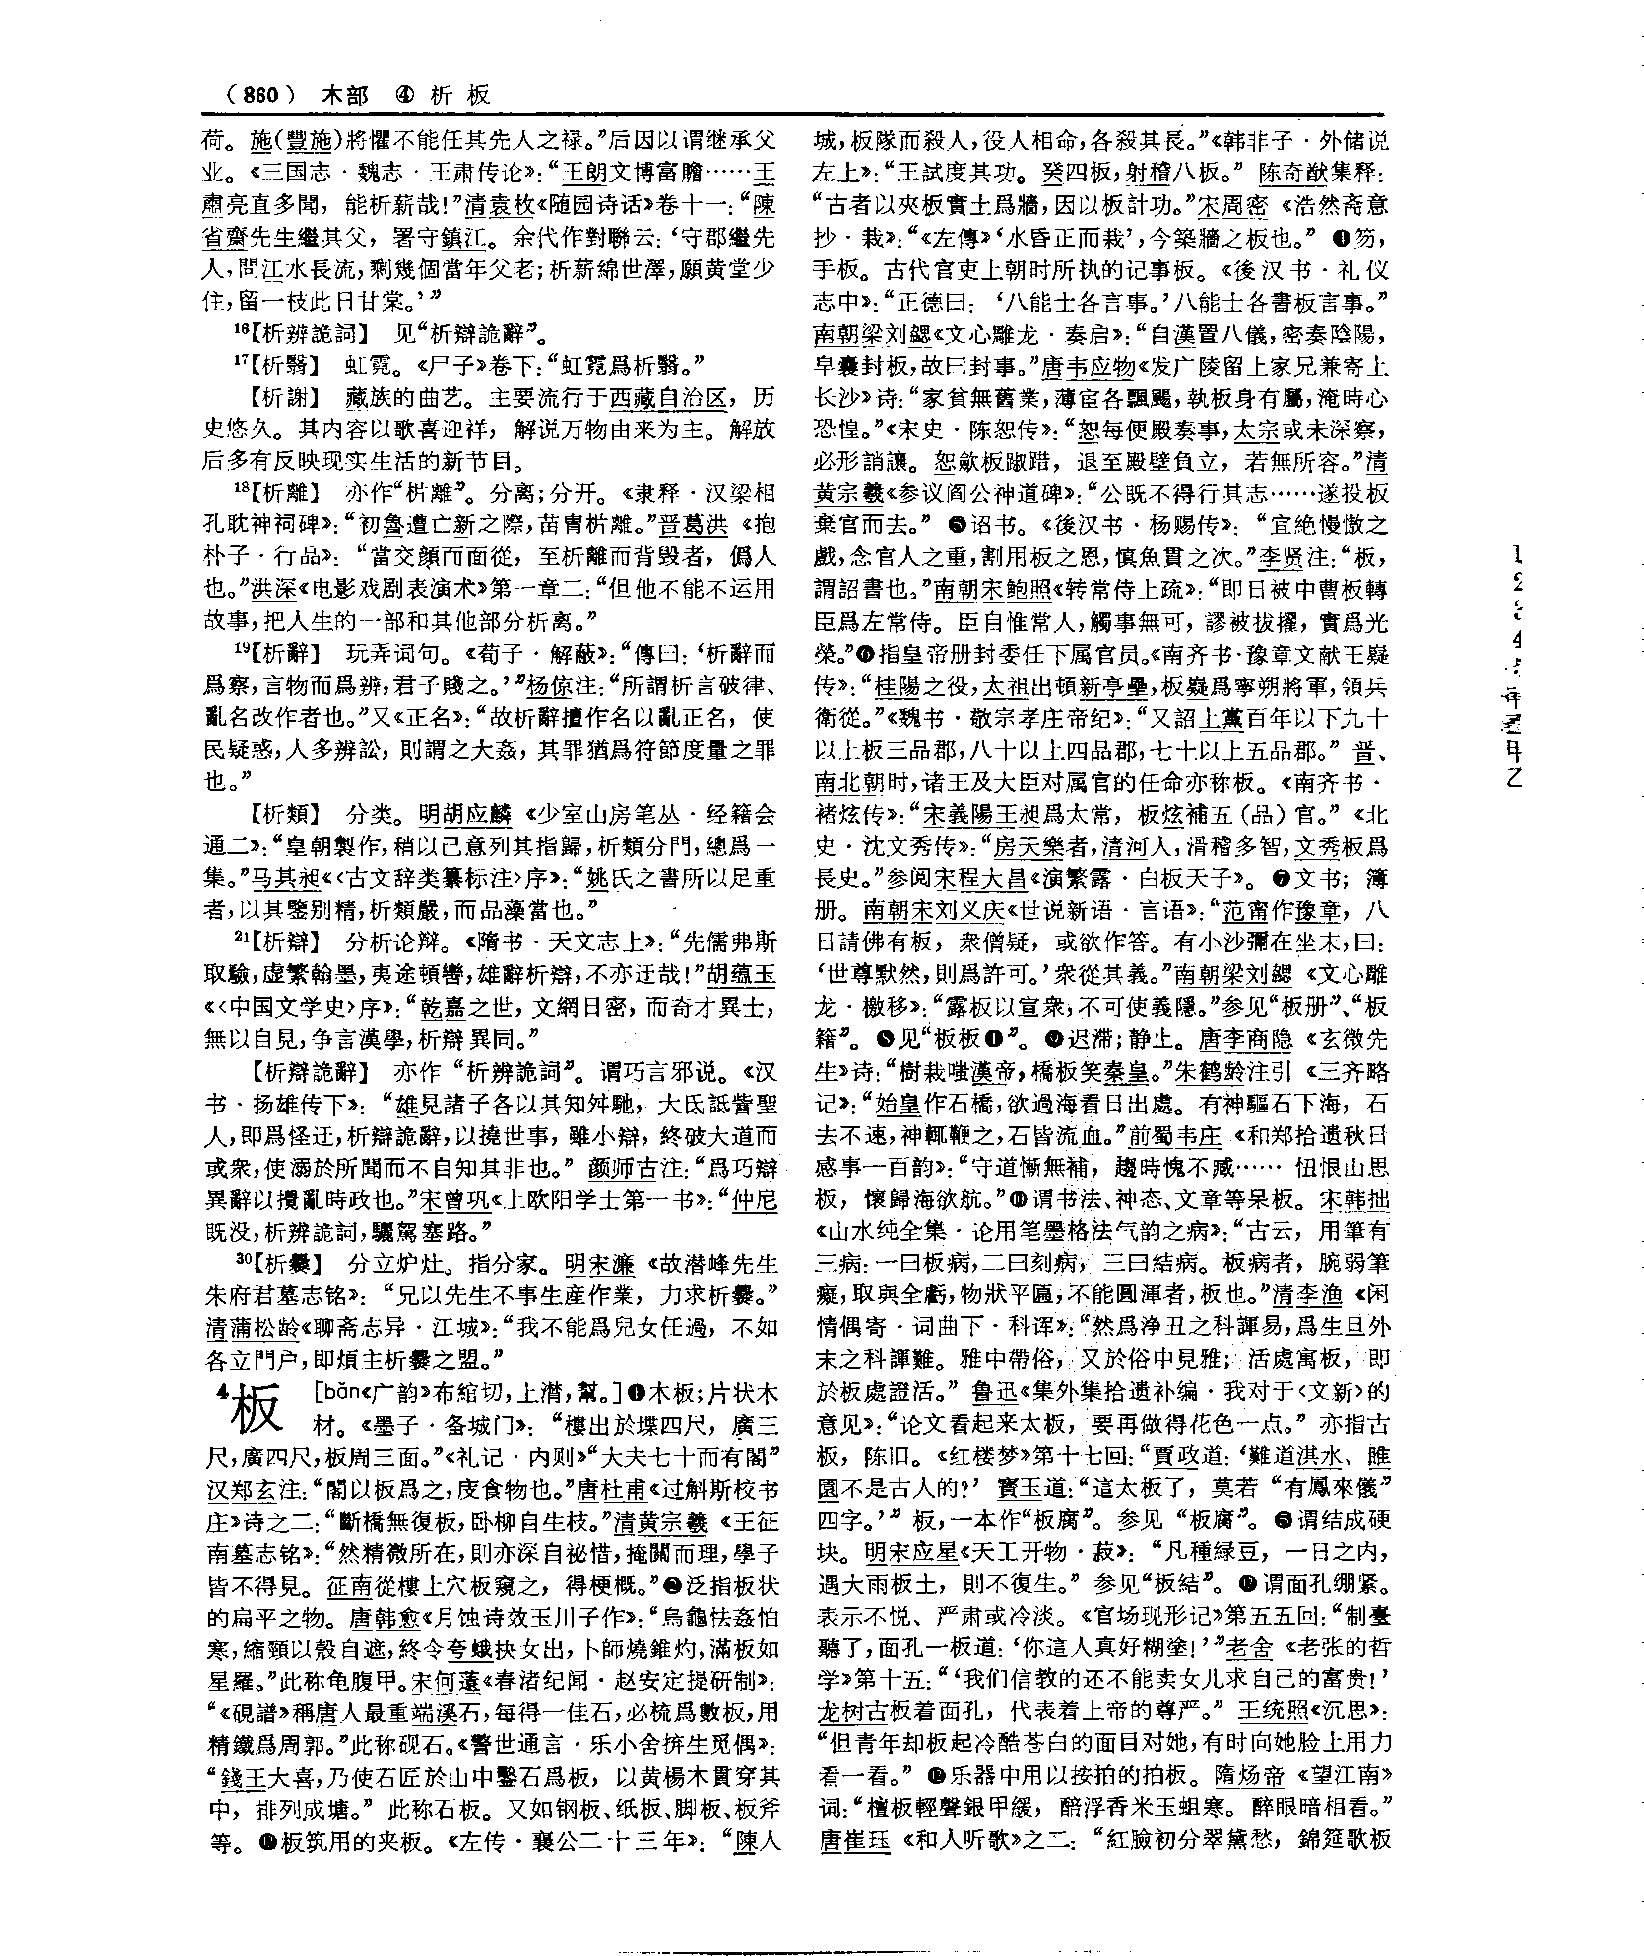 （860） 木部 ④ 析 板
荷。施(豐施)將懼不能任其先人之禄。”后因以谓继承父
业。《三国志·魏志·王肃传论》：“王朗文博富贍……王
肅亮直多聞，能析薪哉！”清袁枚《随园诗话》卷十一：“陳
省齋先生繼其父，署守鎮江。余代作對聯云：‘守郡繼先
人，問江水長流，剩幾個當年父老；析薪綿世澤，願黄堂少
住，留一枝此日甘棠。’”
16【析辨詭詞】 见“析辯詭辭”。
17【析翳】 虹霓。《尸子》卷下：“虹霓爲析翳。”
【析謝】 藏族的曲艺。主要流行于西藏自治区，历
史悠久。其内容以歌喜迎祥，解说万物由来为主。解放
后多有反映现实生活的新节目。
18【析離】 亦作“析離”。分离；分开。《隶释·汉梁相
孔耽神祠碑》：“初魯遭亡新之際，苗胄析離。”晋葛洪《抱
朴子·行品》：“當交顔而面從，至析離而背毁者，僞人
也。”洪深《电影戏剧表演术》第一章二：“但他不能不运用
故事，把人生的一部和其他部分析离。”
19【析辭】 玩弄词句。《荀子·解蔽》：“傳曰：‘析辭而
爲察，言物而爲辨，君子賤之。’”杨倞注：“所謂析言破律、
亂名改作者也。”又《正名》：“故析辭擅作名以亂正名，使
民疑惑，人多辨訟，則謂之大姦，其罪猶爲符節度量之罪
也。”
【析類】 分类。明胡应麟《少室山房笔丛·经籍会
通二》：“皇朝製作，稍以己意列其指歸，析類分門，總爲一
集。”马其昶《〈古文辞类纂标注〉序》：“姚氏之書所以足重
者，以其鑒别精，析類嚴，而品藻當也。”
21【析辯】 分析论辩。《隋书·天文志上》：“先儒弗斯
取驗，虚繁翰墨，夷途頓轡，雄辭析辯，不亦迂哉！”胡蕴玉
《〈中国文学史〉序》：“乾嘉之世，文網日密，而奇才異士，
無以自見，争言漢學，析辯異同。”
【析辯詭辭】 亦作“析辨詭詞”。谓巧言邪说。《汉
书·扬雄传下》：“雄見諸子各以其知舛馳，大氐詆訾聖
人，即爲怪迂，析辯詭辭，以撓世事，雖小辯，終破大道而
或衆，使溺於所聞而不自知其非也。”颜师古注：“爲巧辯
異辭以攪亂時政也。”宋曾巩《上欧阳学士第一书》：“仲尼
既没，析辨詭詞，驪駕塞路。”
30【析爨】 分立炉灶。指分家。明宋濂《故潜峰先生
朱府君墓志铭》：“兄以先生不事生産作業，力求析爨。”
清蒲松龄《聊斋志异·江城》：“我不能爲兒女任過，不如
各立門户，即煩主析爨之盟。”
4板 [bǎn《广韵》布綰切，上潸，幫。]❶木板；片状木
材。《墨子·备城门》：“樓出於堞四尺，廣三
尺，廣四尺，板周三面。”《礼记·内则》“大夫七十而有閣”
汉郑玄注：“閣以板爲之，庋食物也。”唐杜甫《过斛斯校书
庄》诗之二：“斷橋無復板，卧柳自生枝。”清黄宗羲《王征
南墓志铭》：“然精微所在，則亦深自祕惜，掩關而理，學子
皆不得見。征南從樓上穴板窺之，得梗概。”❷泛指板状
的扁平之物。唐韩愈《月蚀诗效玉川子作》：“烏龜怯姦怕
寒，縮頸以殼自遮，終令夸蛾抉女出，卜師燒錐灼，滿板如
星羅。”此称龟腹甲。宋何薳《春渚纪闻·赵安定提研制》：
“《硯譜》稱唐人最重端溪石，每得一佳石，必梳爲數板，用
精鐵爲周郭。”此称砚石。《警世通言·乐小舍拚生觅偶》：
“錢王大喜，乃使石匠於山中鑿石爲板，以黄楊木貫穿其
中，排列成塘。”此称石板。又如钢板、纸板、脚板、板斧
等。❸板筑用的夹板。《左传·襄公二十三年》：“陳人
城，板隊而殺人，役人相命，各殺其長。”《韩非子·外储说
左上》：“王試度其功。癸四板，射稽八板。”陈奇猷集释：
“古者以夾板實土爲牆，因以板計功。”宋周密《浩然斋意
抄·栽》：“《左傳》‘水昏正而栽’，今築牆之板也。”❹笏，
手板。古代官吏上朝时所执的记事板。《後汉书·礼仪
志中》：“正德曰：‘八能士各言事。’八能士各書板言事。”
南朝梁刘勰《文心雕龙·奏启》：“自漢置八儀，密奏陰陽，
皁囊封板，故曰封事。”唐韦应物《发广陵留上家兄兼寄上
长沙》诗：“家貧無舊業，薄宦各飄颺，執板身有屬，淹時心
恐惶。”《宋史·陈恕传》：“恕每便殿奏事，太宗或未深察，
必形誚讓。恕斂板踧踖，退至殿壁負立，若無所容。”清
黄宗羲《参议阎公神道碑》：“公既不得行其志……遂投板
棄官而去。”❺诏书。《後汉书·杨赐传》：“宜絶慢慠之
戲，念官人之重，割用板之恩，慎魚貫之次。”李贤注：“板，
謂詔書也。”南朝宋鲍照《转常侍上疏》：“即日被中曹板轉
臣爲左常侍。臣自惟常人，觸事無可，謬被拔擢，實爲光
榮。”❻指皇帝册封委任下属官员。《南齐书·豫章文献王嶷
传》：“桂陽之役，太祖出頓新亭壘，板嶷爲寧朔將軍，領兵
衛從。”《魏书·敬宗孝庄帝纪》：“又詔上黨百年以下九十
以上板三品郡，八十以上四品郡，七十以上五品郡。”晋、
南北朝时，诸王及大臣对属官的任命亦称板。《南齐书·
褚炫传》：“宋義陽王昶爲太常，板炫補五（品）官。”《北
史·沈文秀传》：“房天樂者，清河人，滑稽多智，文秀板爲
長史。”参阅宋程大昌《演繁露·白板天子》。❼文书；簿
册。南朝宋刘义庆《世说新语·言语》：“范甯作豫章，八
日請佛有板，衆僧疑，或欲作答。有小沙彌在坐末，曰：
‘世尊默然，則爲許可。’衆從其義。”南朝梁刘勰《文心雕
龙·檄移》：“露板以宣衆，不可使義隱。”参见“板册”、“板
籍”。❽见“板板❶”。❾迟滞；静止。唐李商隐《玄微先
生》诗：“樹栽嗤漢帝，橋板笑秦皇。”朱鹤龄注引《三齐略
记》：“始皇作石橋，欲過海看日出處。有神驅石下海，石
去不速，神輒鞭之，石皆流血。”前蜀韦庄《和郑拾遗秋日
感事一百韵》：“守道慚無補，趨時愧不臧……忸恨山思
板，懷歸海欲航。”❿谓书法、神态、文章等呆板。宋韩拙
《山水纯全集·论用笔墨格法气韵之病》：“古云，用筆有
三病：一曰板病，二曰刻病，三曰結病。板病者，腕弱筆
癡，取與全虧，物狀平匾，不能圓渾者，板也。”清李渔《闲
情偶寄·词曲下·科诨》：“然爲浄丑之科諢易，爲生旦外
末之科諢難。雅中帶俗，又於俗中見雅；活處寓板，即
於板處證活。”鲁迅《集外集拾遗补编·我对于〈文新〉的
意见》：“论文看起来太板，要再做得花色一点。”亦指古
板，陈旧。《红楼梦》第十七回：“賈政道：‘難道淇水、睢
園不是古人的？’寳玉道：“這太板了，莫若“有鳳來儀”
四字。’”板，一本作“板腐”。参见“板腐”。⓫谓结成硬
块。明宋应星《天工开物·菽》：“凡種緑豆，一日之内，
遇大雨板土，則不復生。”参见“板結”。⓬谓面孔绷紧。
表示不悦、严肃或冷淡。《官场现形记》第五五回：“制臺
聽了，面孔一板道：‘你這人真好糊塗！’”老舍《老张的哲
学》第十五：“‘我们信教的还不能卖女儿求自己的富贵！’
龙树古板着面孔，代表着上帝的尊严。”王统照《沉思》：
“但青年却板起冷酷苍白的面目对她，有时向她脸上用力
看一看。”⓭乐器中用以按拍的拍板。隋炀帝《望江南》
词：“檀板輕聲銀甲緩，醅浮香米玉蛆寒。醉眼暗相看。”
唐崔珏《和人听歌》之二：“紅臉初分翠黛愁，錦筵歌板